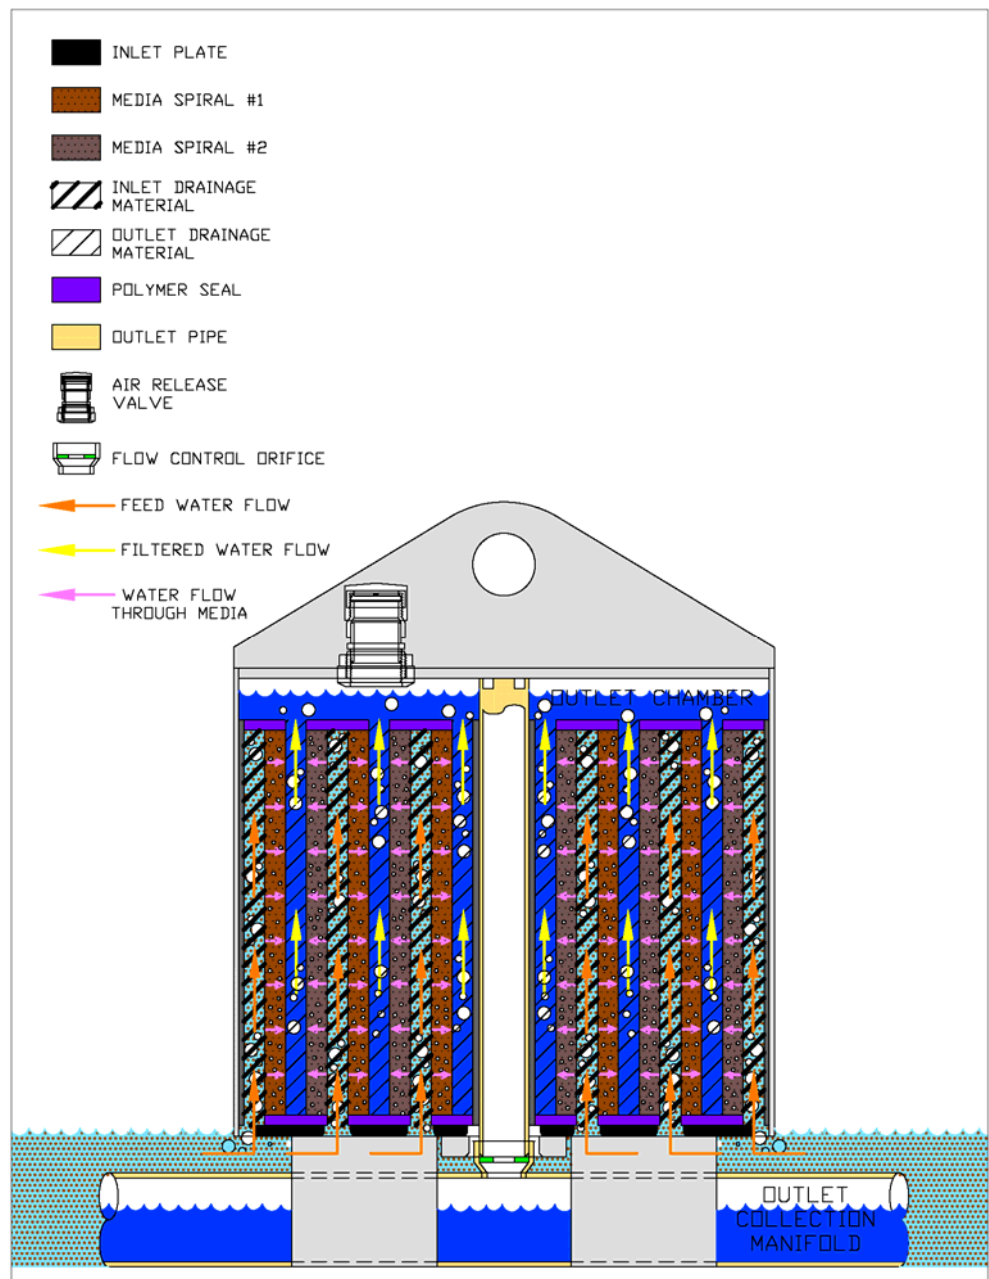 INLET PLATE
MEDIA SPIRAL #1
MEDIA SPIRAL #2
INLET DRAINAGE
MATERIAL
OUTLET DRAINAGE
MATERIAL
POLYMER SEAL
OUTLET PIPE
AIR RELEASE
VALVE
FLOW CONTROL ORIFICE
FEED WATER FLOW
FILTERED WATER FLOW
WATER FLOW
THROUGH MEDIA
OUTLET CHAMBER
OUTLET
COLLECTION
MANIFOLD